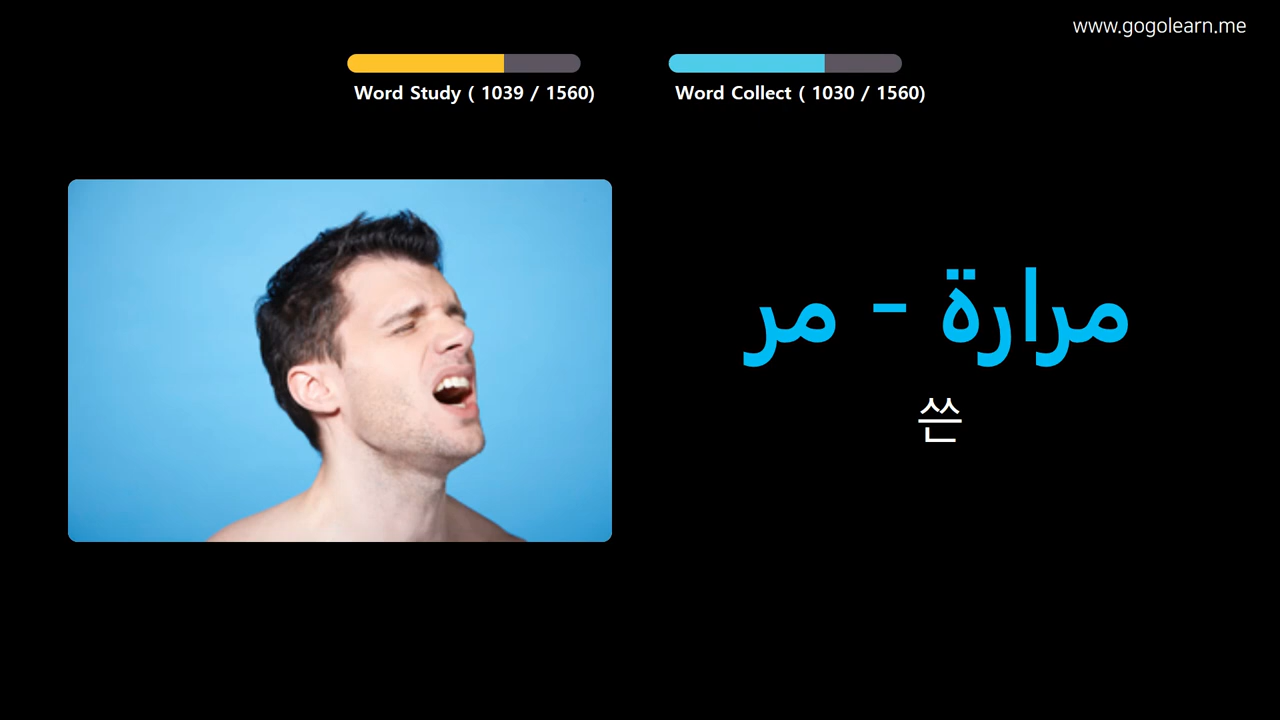 www.gogolearn.me
Word Study ( 1039 / 1560)
Word Collect ( 1030 / 1560)
مرارة - مر
쓴